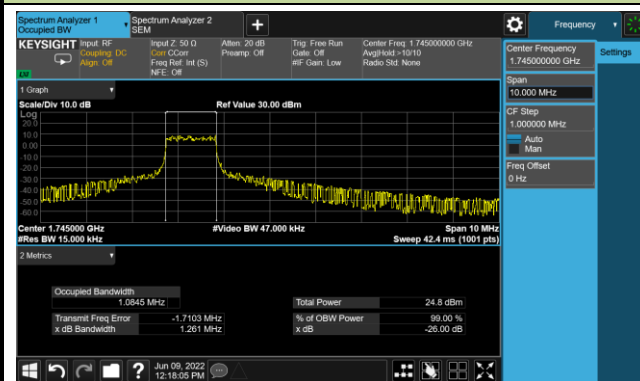 Spectrum Analyzer 1
Occupied BW
Spectrum Analyzer 2
SEM
+
Frequency
KEYSIGHT
Input: RF
Coupling: DC
Align: Off
Input Z: 50 Ω
Corr CCorr
Freq Ref: Int (S)
NFE: Off
Atten: 20 dB
Preamp: Off
Trig: Free Run
Gate: Off
#IF Gain: Low
Center Freq: 1.745000000 GHz
Avg|Hold:>10/10
Radio Std: None
Center Frequency
1.745000000 GHz
Settings
Span
10.000 MHz
CF Step
1.000000 MHz
Auto
Man
Freq Offset
0 Hz
1 Graph
Scale/Div 10.0 dB
Ref Value 30.00 dBm
Log
20.0
10.0
0.00
-10.0
-20.0
-30.0
-40.0
-50.0
-60.0
Center 1.745000 GHz
#Video BW 47.000 kHz
Span 10 MHz
#Res BW 15.000 kHz
Sweep 42.4 ms (1001 pts)
2 Metrics
Occupied Bandwidth
1.0845 MHz
Total Power
24.8 dBm
Transmit Freq Error
-1.7103 MHz
% of OBW Power
99.00 %
x dB Bandwidth
1.261 MHz
x dB
-26.00 dB
?
Jun 09, 2022
12:18:05 PM